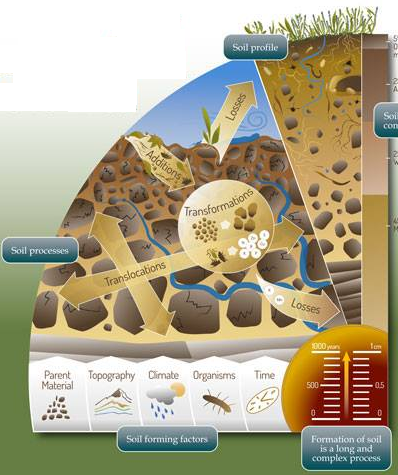 Soil profile
Losses
Additions
Transformations
Soil processes
Translocations
Losses
Soil
Parent
Material
Topography
Climate
Organisms
Time
Soil forming factors
1000 years
1 cm
500
0,5
0
0
Formation of soil
is a long and
complex process